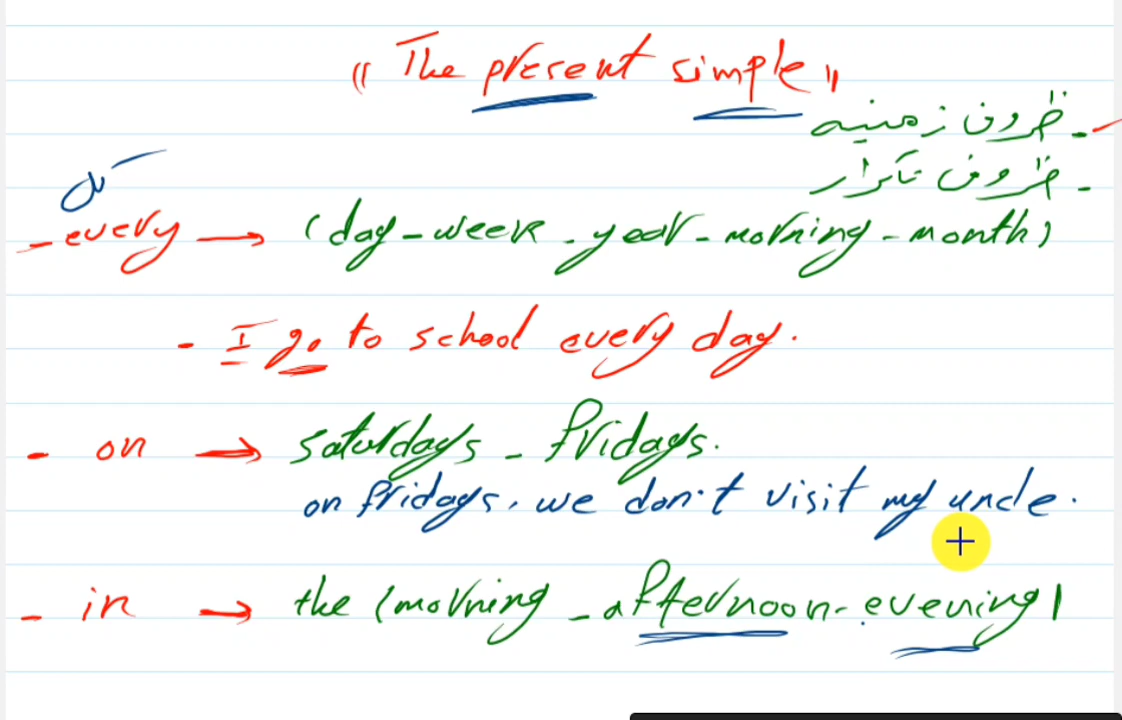 (( The present simple ))
- ظروف زمنيه
- ظروف تكرار
كل
- every → (day - week - year - morning - month)
- I go to school every day.
- on → saturdays - fridays.
on fridays, we don't visit my uncle.
- in → the (morning - afternoon - evening)